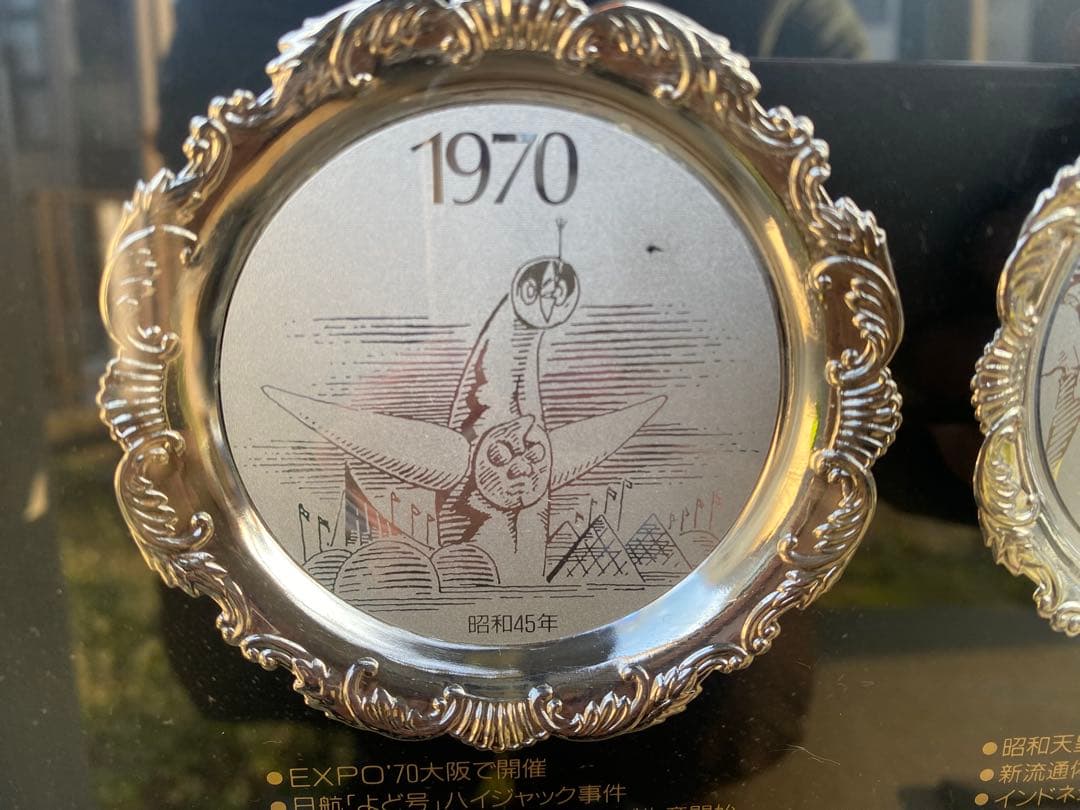 1970
昭和45年
●EXPO'70大阪で開催
●日航「よど号」ハイジャック事件
●昭和天皇
●新流通
●インドネ